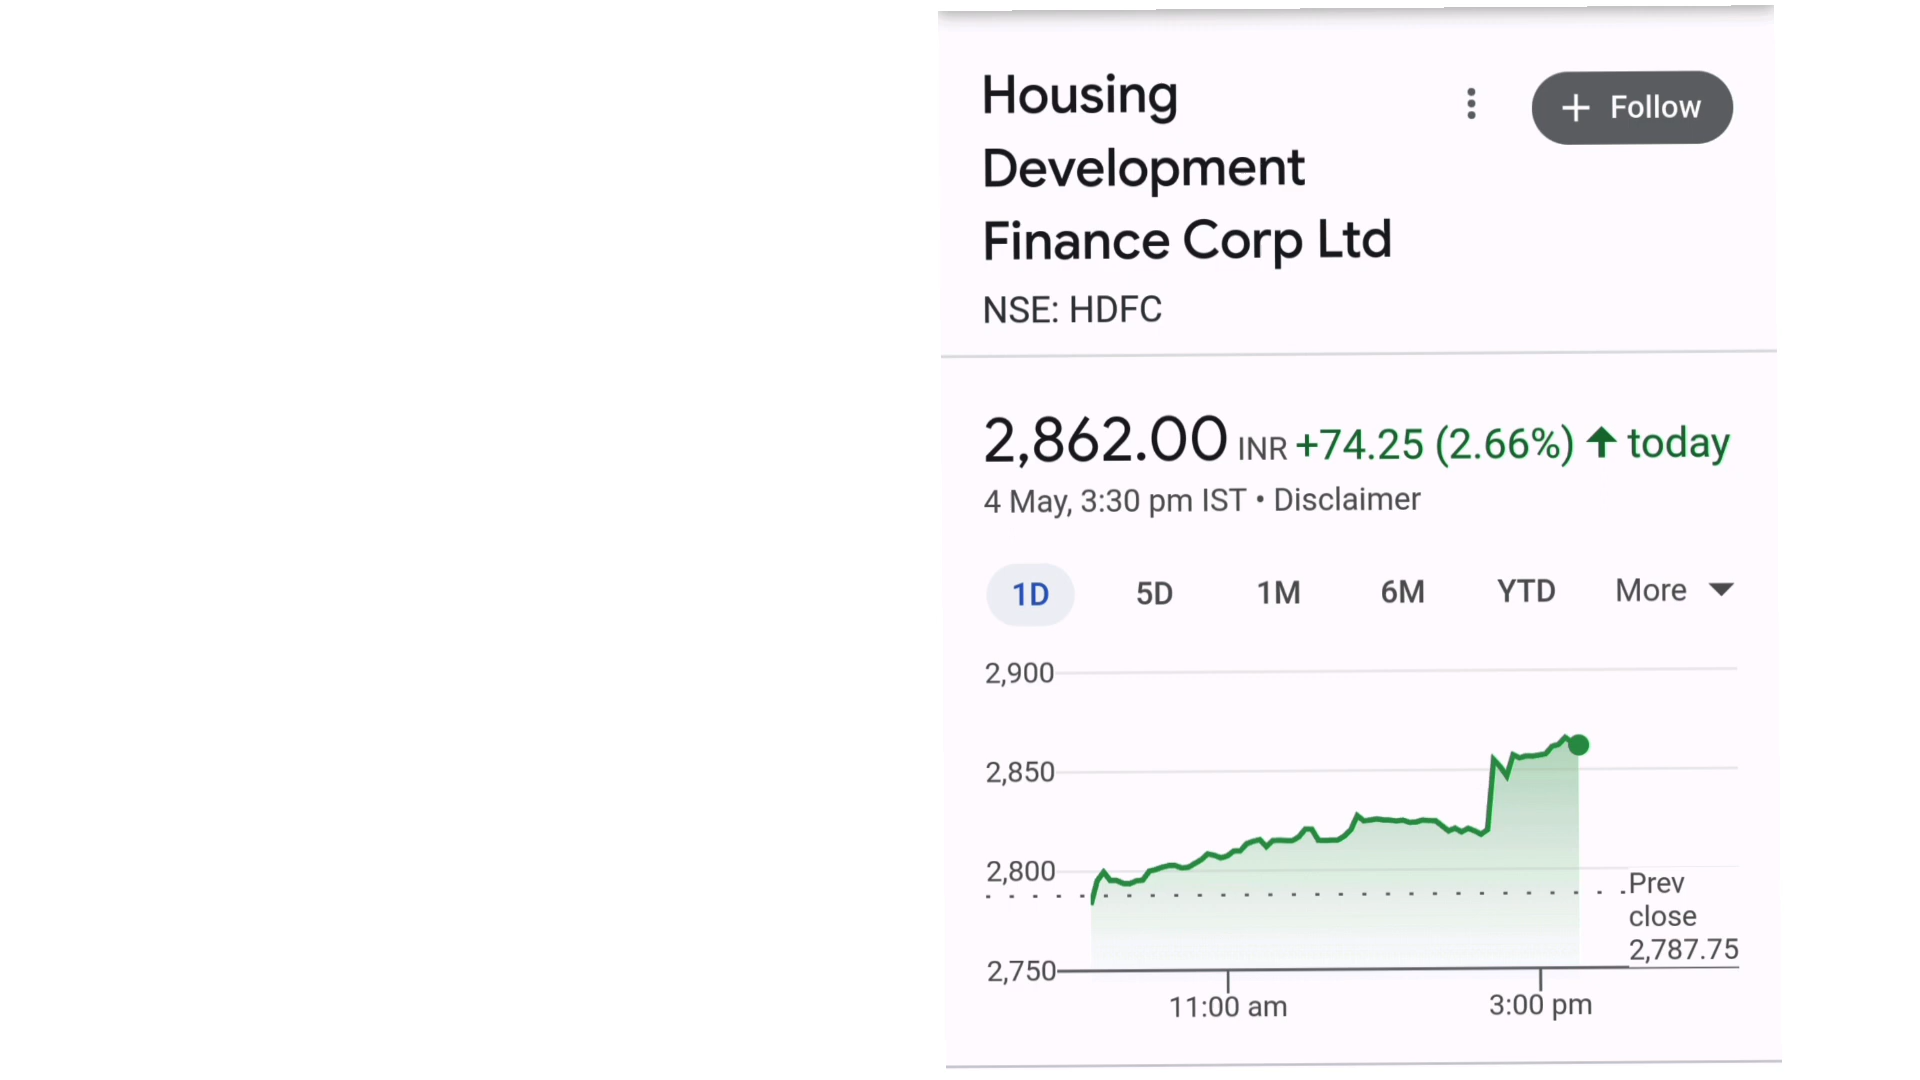 Housing
Development
Finance Corp Ltd
+ Follow
NSE: HDFC
2,862.00 INR +74.25 (2.66%) ↑ today
4 May, 3:30 pm IST • Disclaimer
1D 5D 1M 6M YTD More
2,900
2,850
2,800
Prev
close
2,787.75
2,750
11:00 am 3:00 pm